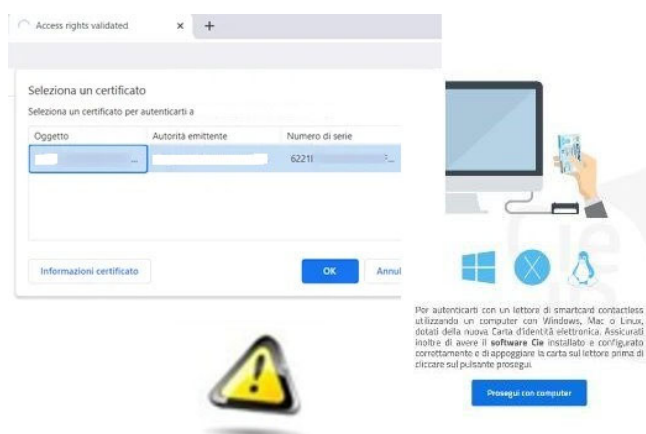 Access rights validated × +
Seleziona un certificato
Seleziona un certificato per autenticarti a
Oggetto Autorità emittente Numero di serie
... 6221I ...
Informazioni certificato OK Annul
Per autenticarti con un lettore di smartcard contactless
utilizzando un computer con Windows, Mac o Linux,
dotati della nuova Carta d'identità elettronica. Assicurati
inoltre di avere il software Cie installato e configurato
correttamente e di appoggiare la carta sul lettore prima di
cliccare sul pulsante prosegui.
Prosegui con computer